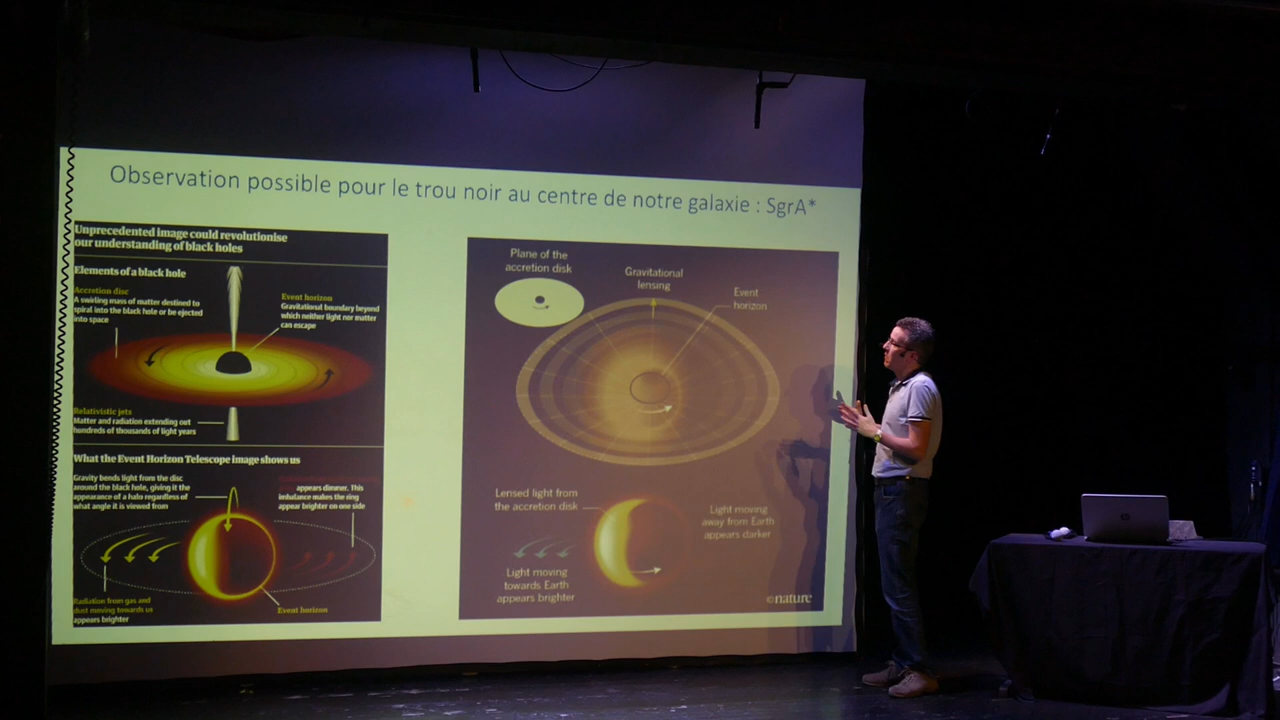 Observation possible pour le trou noir au centre de notre galaxie : SgrA*
Unprecedented image could revolutionise
our understanding of black holes
Elements of a black hole
Accretion disc
A swirling mass of matter destined to
spiral into the black hole or be ejected
into space
Event horizon
Gravitational boundary beyond
which neither light nor matter
can escape
Relativistic jets
Matter and radiation extending out
hundreds of thousands of light years
What the Event Horizon Telescope image shows us
Gravity bends light from the disc
around the black hole, giving it the
appearance of a halo regardless of
what angle it is viewed from
appears dimmer. This
imbalance makes the ring
appear brighter on one side
Radiation from gas and
dust moving towards us
appears brighter
Event horizon
Plane of the
accretion disk
Gravitational
lensing
Event
horizon
Lensed light from
the accretion disk
Light moving
away from Earth
appears darker
Light moving
towards Earth
appears brighter
©nature
hp